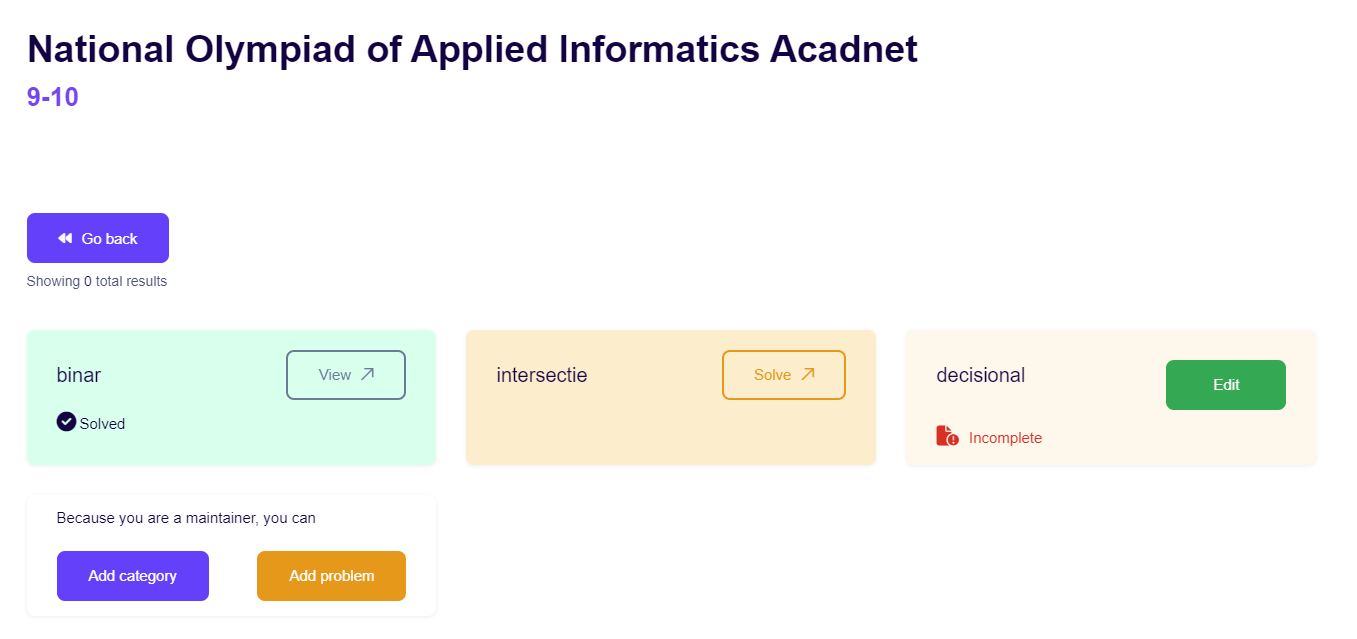 National Olympiad of Applied Informatics Acadnet
9-10
Go back
Showing 0 total results
binar
View
Solved
intersectie
Solve
decisional
Edit
Incomplete
Because you are a maintainer, you can
Add category
Add problem